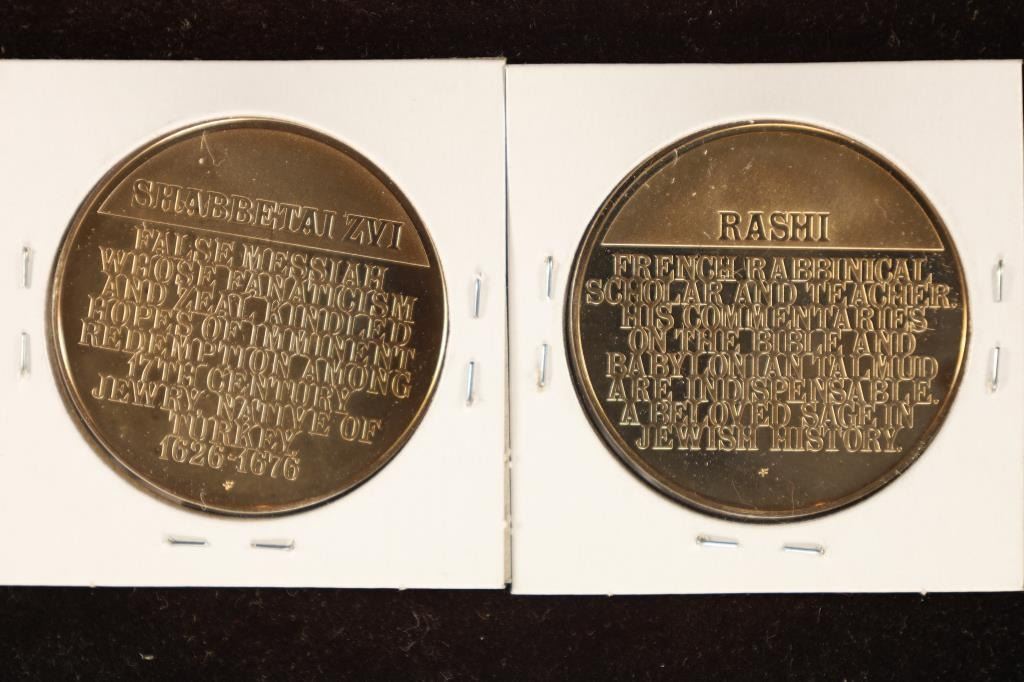 SHABBETAI ZVI
FALSE MESSIAH
WHOSE FANATICISM
AND ZEAL KINDLED
HOPES OF IMMINENT
REDEMPTION AMONG
17TH CENTURY
JEWRY. NATIVE OF
TURKEY.
1626-1676
RASHI
FRENCH RABBINICAL
SCHOLAR AND TEACHER.
HIS COMMENTARIES
ON THE BIBLE AND
BABYLONIAN TALMUD
ARE INDISPENSABLE.
A BELOVED SAGE IN
JEWISH HISTORY.